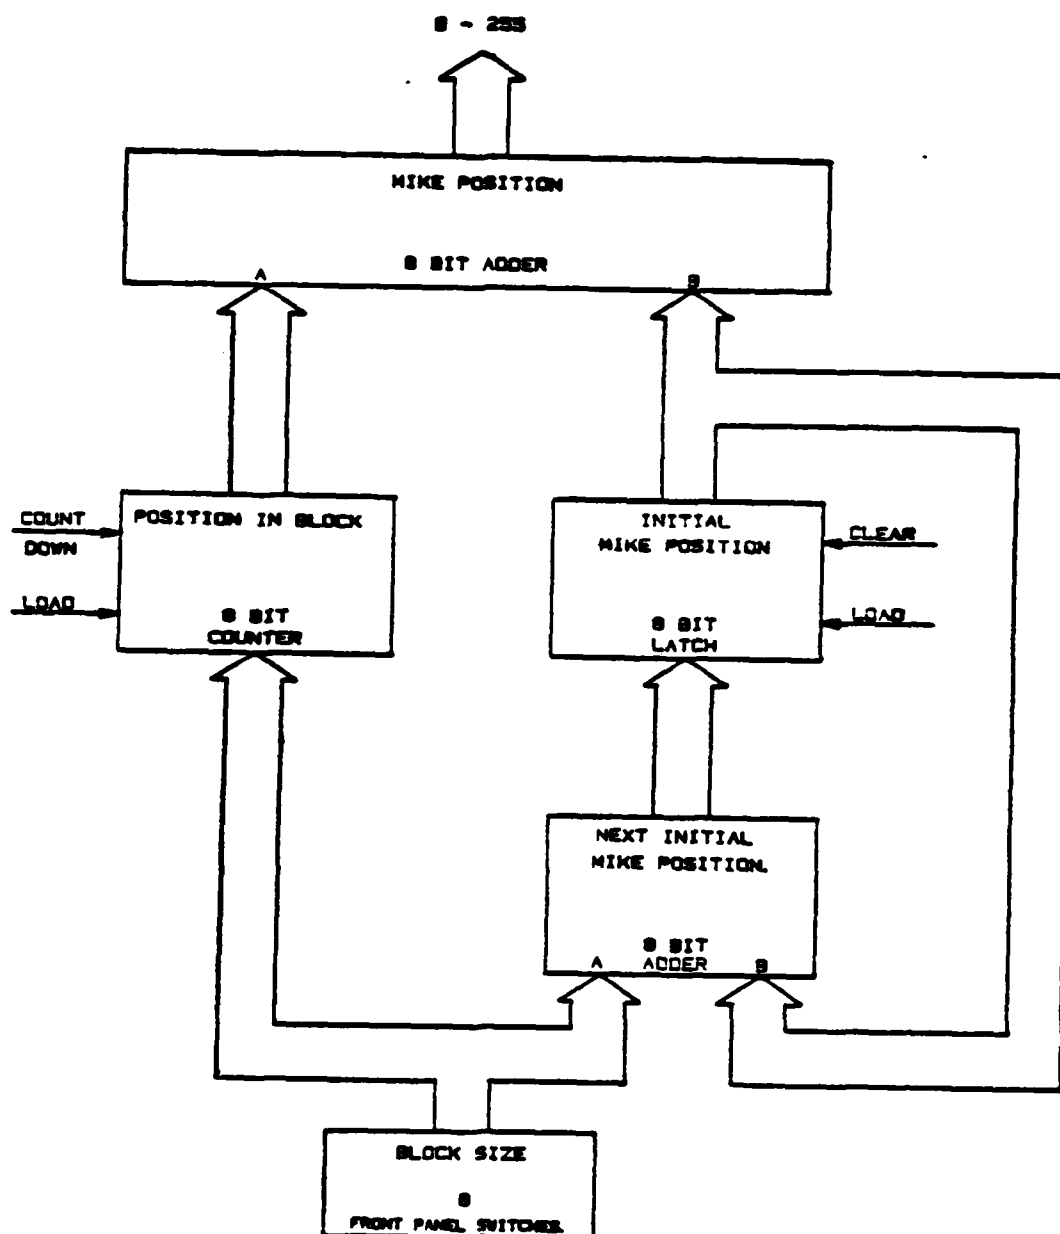 0 - 255
MIKE POSITION
8 BIT ADDER
A
B
COUNT
DOWN
LOAD
POSITION IN BLOCK
8 BIT
COUNTER
INITIAL
MIKE POSITION
8 BIT
LATCH
CLEAR
LOAD
NEXT INITIAL
MIKE POSITION.
8 BIT
ADDER
A
B
BLOCK SIZE
8
FRONT PANEL SWITCHES.